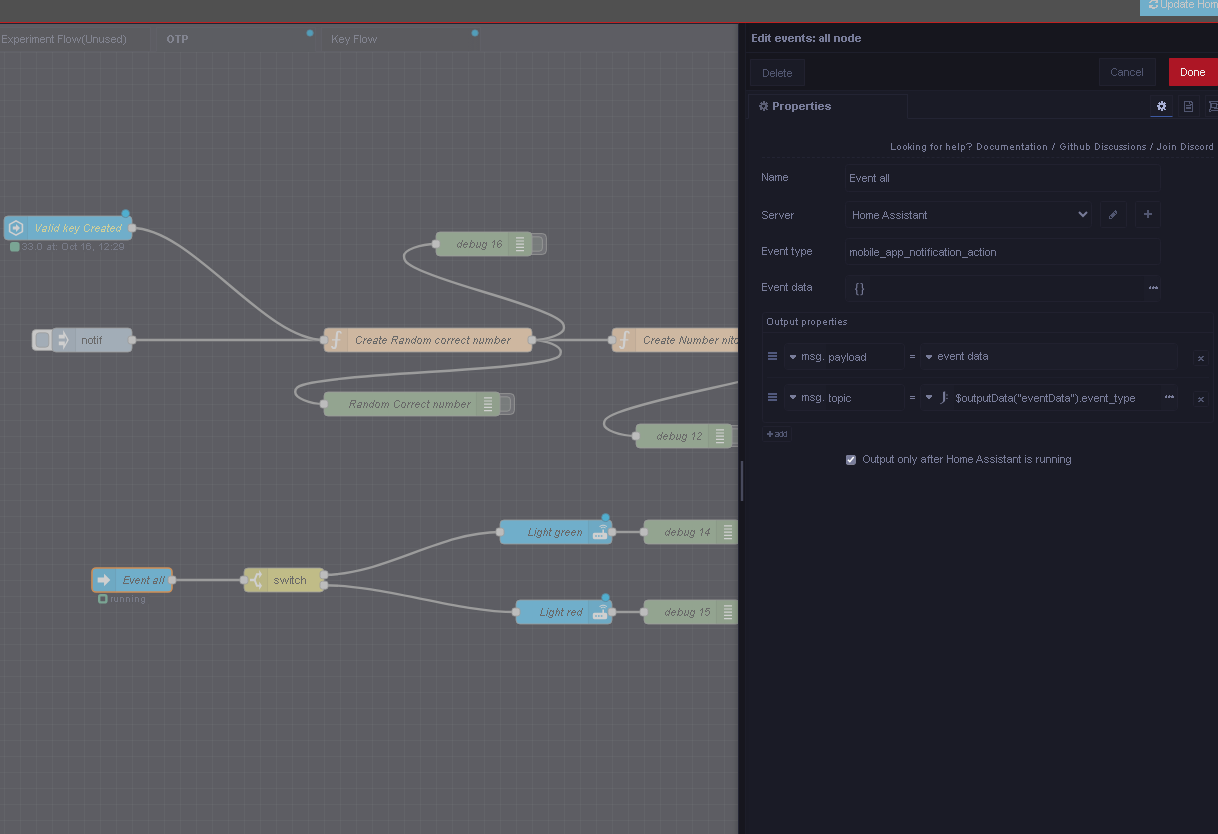 Update Hom
Experiment Flow(Unused)
OTP
Key Flow
Edit events: all node
Delete
Cancel
Done
Properties
Looking for help? Documentation / Github Discussions / Join Discord
Name
Event all
Server
Home Assistant
Event type
mobile_app_notification_action
Event data
{}
Output properties
msg. payload = event data
msg. topic = $outputData("eventData").event_type
add
Output only after Home Assistant is running
Valid key Created
33.0 at: Oct 16, 12:29
debug 16
notif
Create Random correct number
Create Number nito
Random Correct number
debug 12
Light green
debug 14
Event all
switch
running
Light red
debug 15